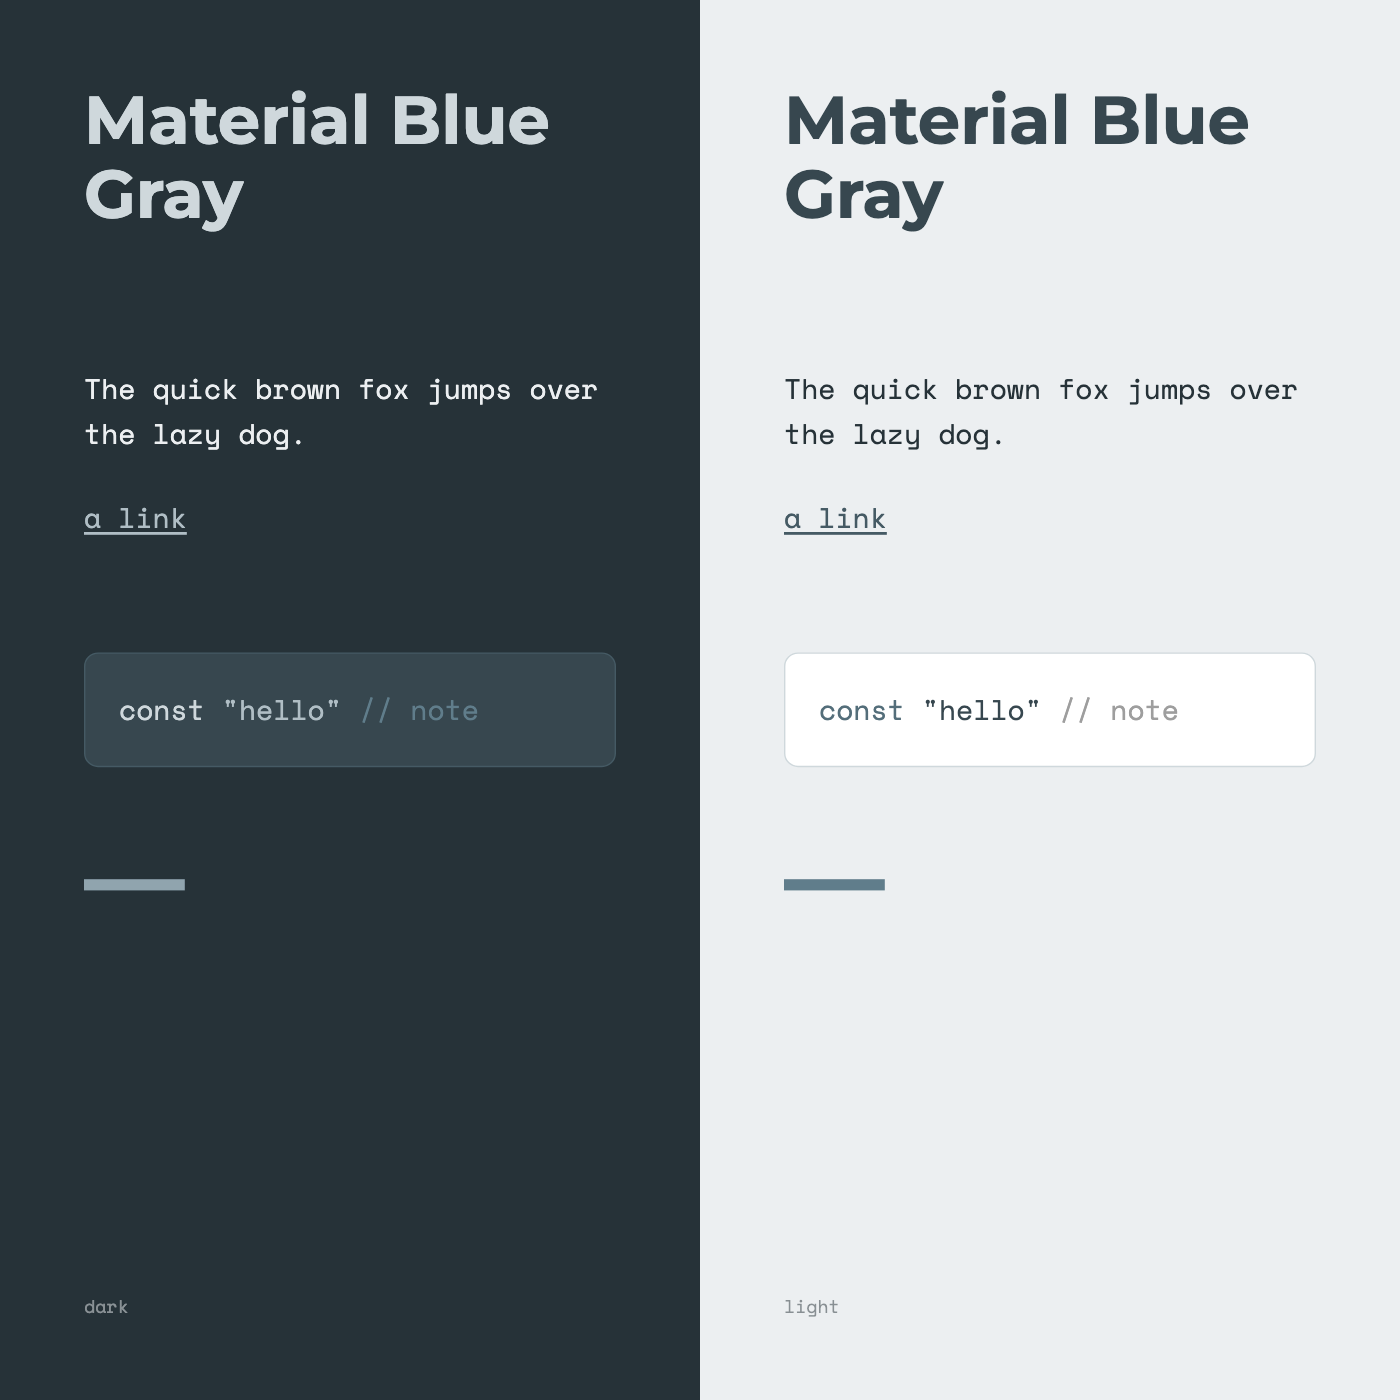 Material Blue
Gray
The quick brown fox jumps over
the lazy dog.
a link
const "hello" // note
dark
Material Blue
Gray
The quick brown fox jumps over
the lazy dog.
a link
const "hello" // note
light